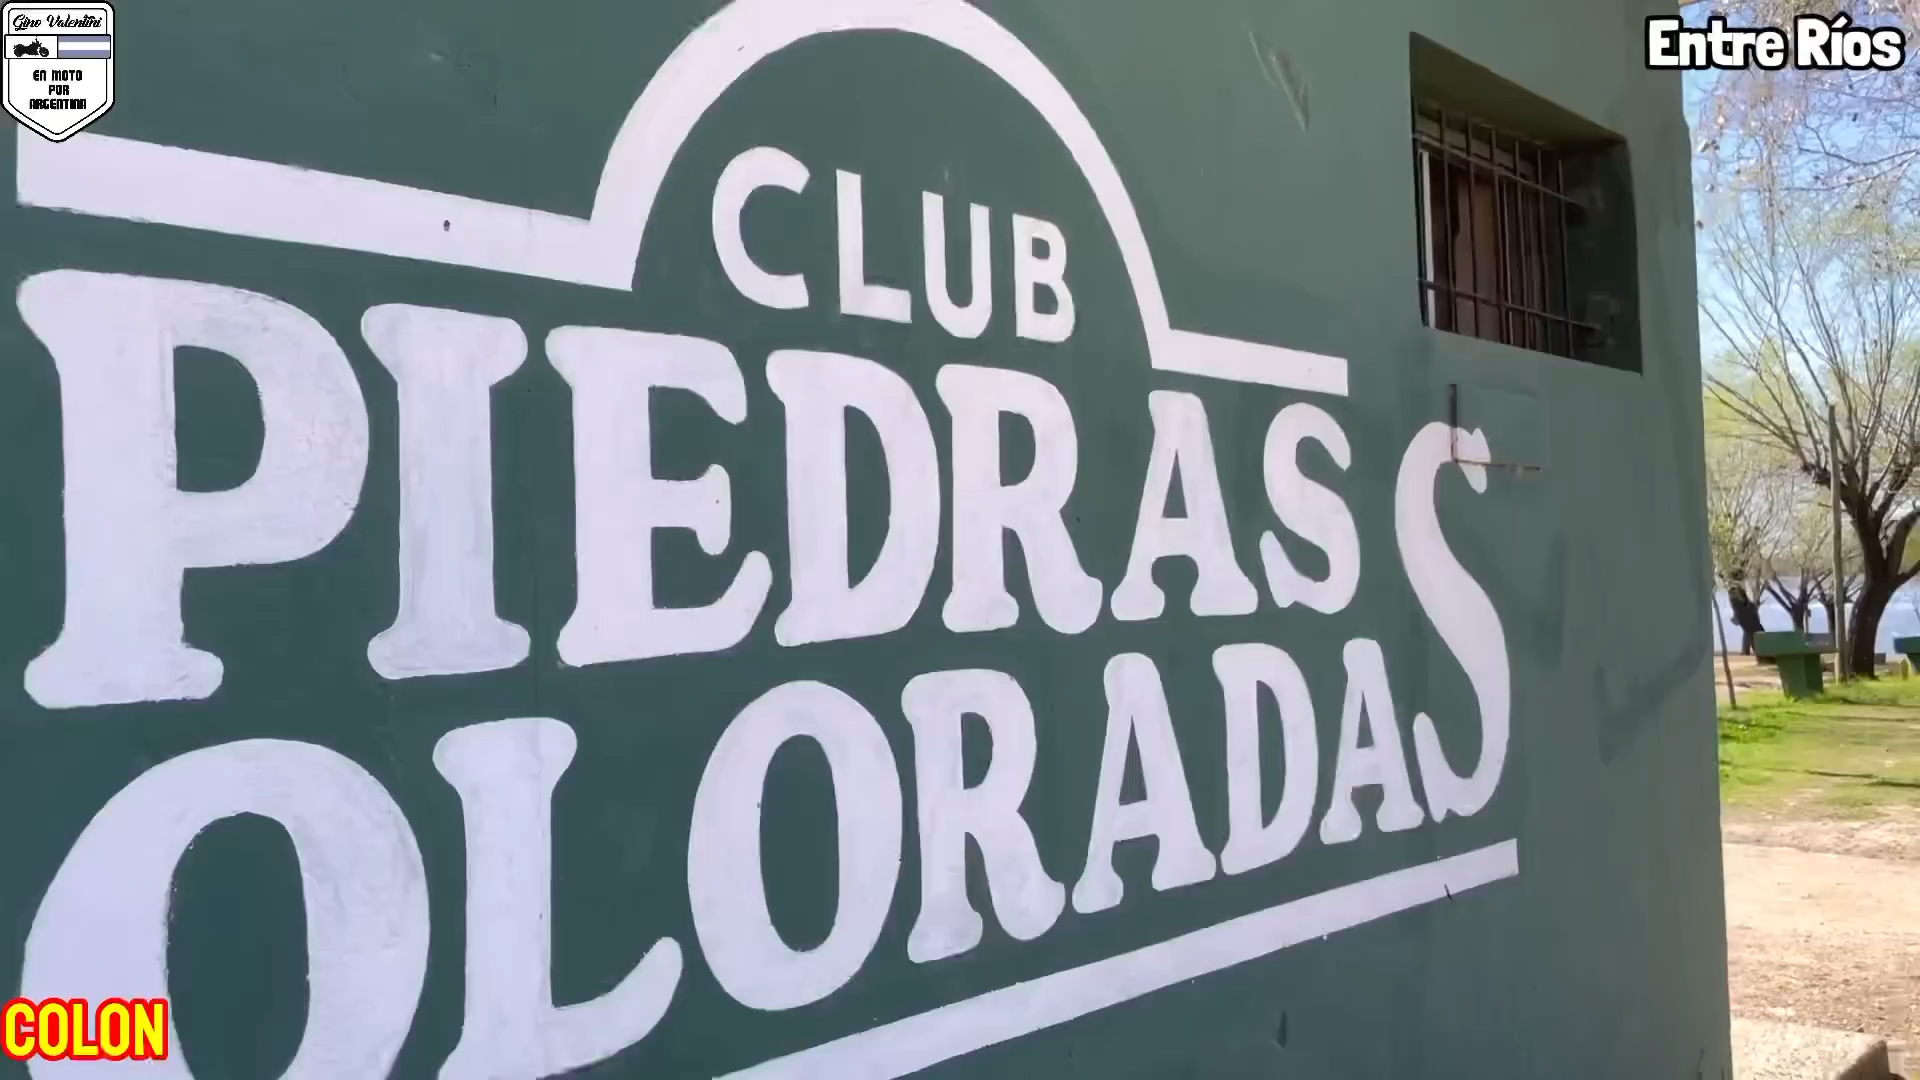 Gino Valentini
EN MOTO
POR
ARGENTINA
Entre Ríos
CLUB
PIEDRAS
OLORADAS
COLON